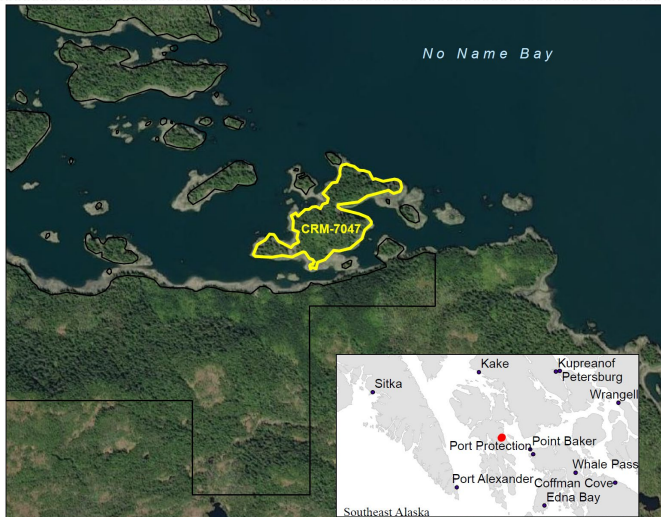 No Name Bay
CRM-7047
Kake
Kupreanof
Petersburg
Sitka
Wrangell
Port Protection
Point Baker
Whale Pass
Port Alexander
Coffman Cove
Edna Bay
Southeast Alaska